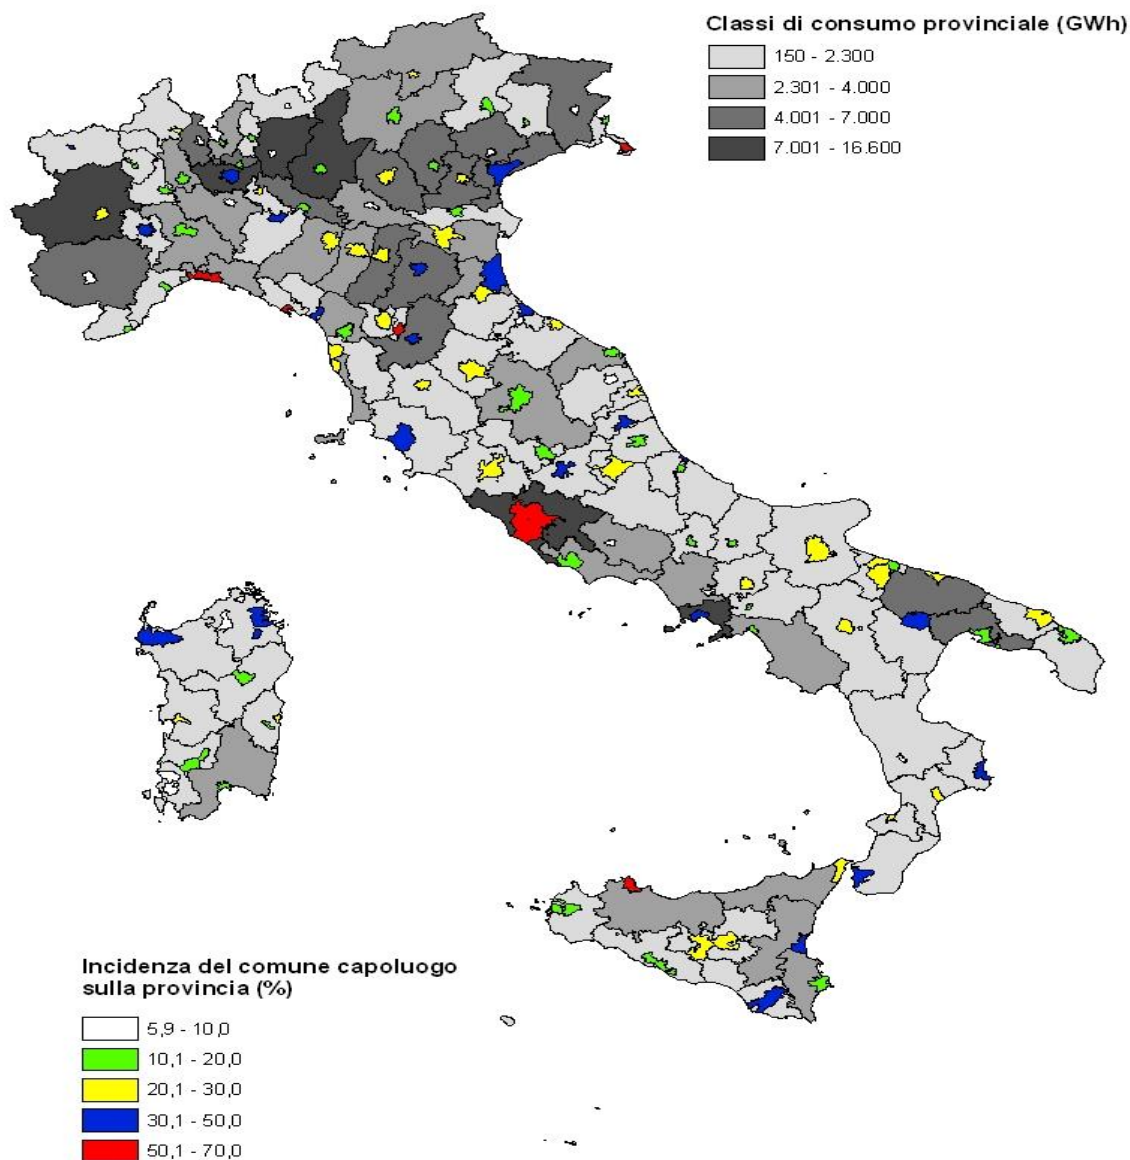 Classi di consumo provinciale (GWh)
150 - 2.300
2.301 - 4.000
4.001 - 7.000
7.001 - 16.600
Incidenza del comune capoluogo
sulla provincia (%)
5,9 - 10,0
10,1 - 20,0
20,1 - 30,0
30,1 - 50,0
50,1 - 70,0